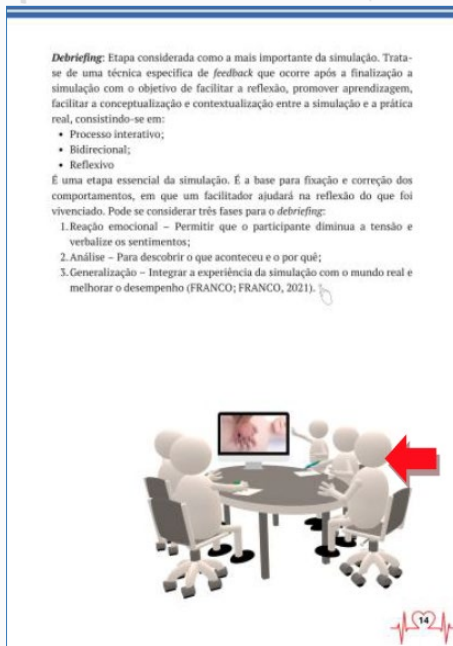 Debriefing: Etapa considerada como a mais importante da simulação. Trata-
se de uma técnica especifica de feedback que ocorre após a finalização a
simulação com o objetivo de facilitar a reflexão, promover aprendizagem,
facilitar a conceptualização e contextualização entre a simulação e a prática
real, consistindo-se em:
• Processo interativo;
• Bidirecional;
• Reflexivo
É uma etapa essencial da simulação. É a base para fixação e correção dos
comportamentos, em que um facilitador ajudará na reflexão do que foi
vivenciado. Pode se considerar três fases para o debriefing:
1. Reação emocional – Permitir que o participante diminua a tensão e
verbalize os sentimentos;
2. Análise – Para descobrir o que aconteceu e o por quê;
3. Generalização – Integrar a experiência da simulação com o mundo real e
melhorar o desempenho (FRANCO; FRANCO, 2021).
14